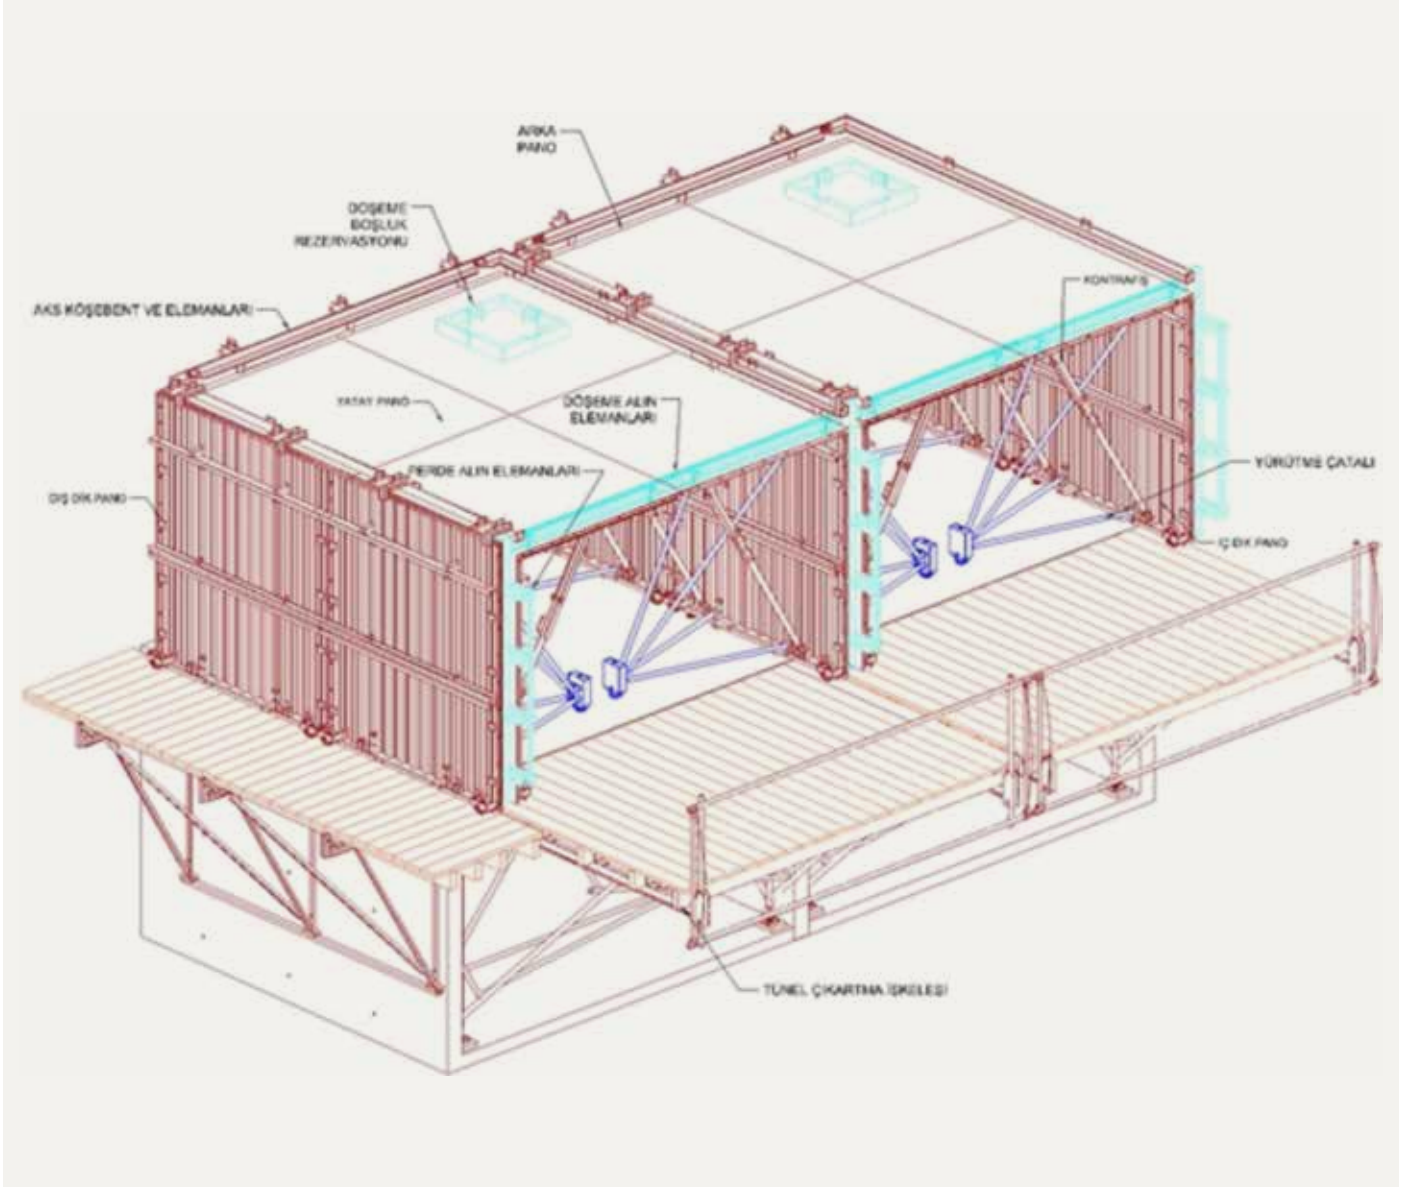 ARKA
PANO
DÖŞEME
BOŞLUK
REZERVASYONU
AKS KÖŞEBENT VE ELEMANLARI
KONTRAFİŞ
YATAY PANO
DÖŞEME ALIN
ELEMANLARI
PERDE ALIN ELEMANLARI
YÜRÜTME ÇATALI
DIŞ DİK PANO
İÇ DİK PANO
TÜNEL ÇIKARTMA İSKELESİ